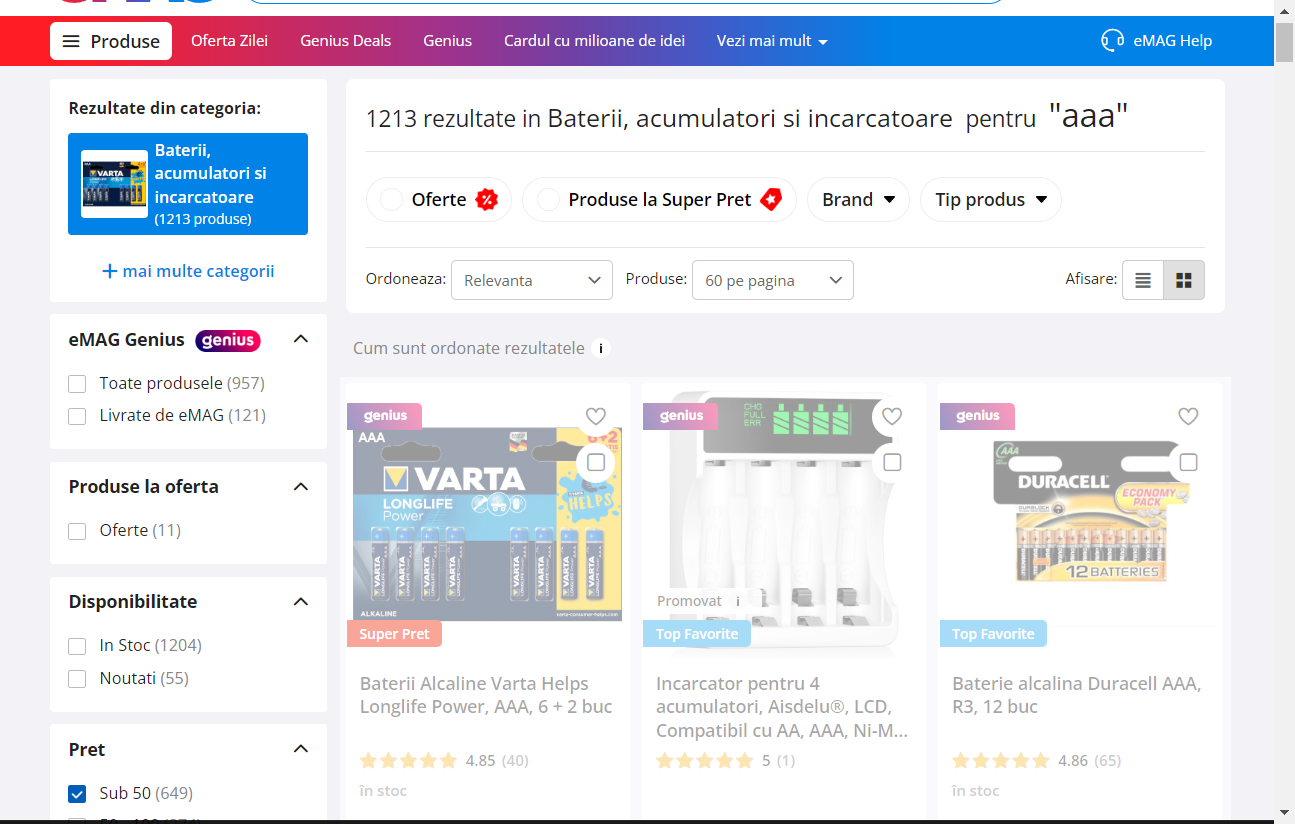 Produse
Oferta Zilei
Genius Deals
Genius
Cardul cu milioane de idei
Vezi mai mult
eMAG Help
Rezultate din categoria:
VARTA
Baterii,
acumulatori si
incarcatoare
(1213 produse)
+ mai multe categorii
1213 rezultate in Baterii, acumulatori si incarcatoare pentru "aaa"
Oferte
Produse la Super Pret
Brand
Tip produs
Ordoneaza:
Relevanta
Produse:
60 pe pagina
Afisare:
eMAG Genius
genius
Toate produsele (957)
Livrate de eMAG (121)
Produse la oferta
Oferte (11)
Disponibilitate
In Stoc (1204)
Noutati (55)
Pret
Sub 50 (649)
Cum sunt ordonate rezultatele i
genius
AAA
VARTA
LONGLIFE
Power
HELPS
ALKALINE
Super Pret
Baterii Alcaline Varta Helps
Longlife Power, AAA, 6 + 2 buc
4.85 (40)
în stoc
genius
CHG
FULL
ERR
Promovat i
Top Favorite
Incarcator pentru 4
acumulatori, Aisdelu®, LCD,
Compatibil cu AA, AAA, Ni-M...
5 (1)
genius
AAA
DURACELL
ECONOMY
PACK
DURALOCK
12 BATTERIES
Top Favorite
Baterie alcalina Duracell AAA,
R3, 12 buc
4.86 (65)
în stoc